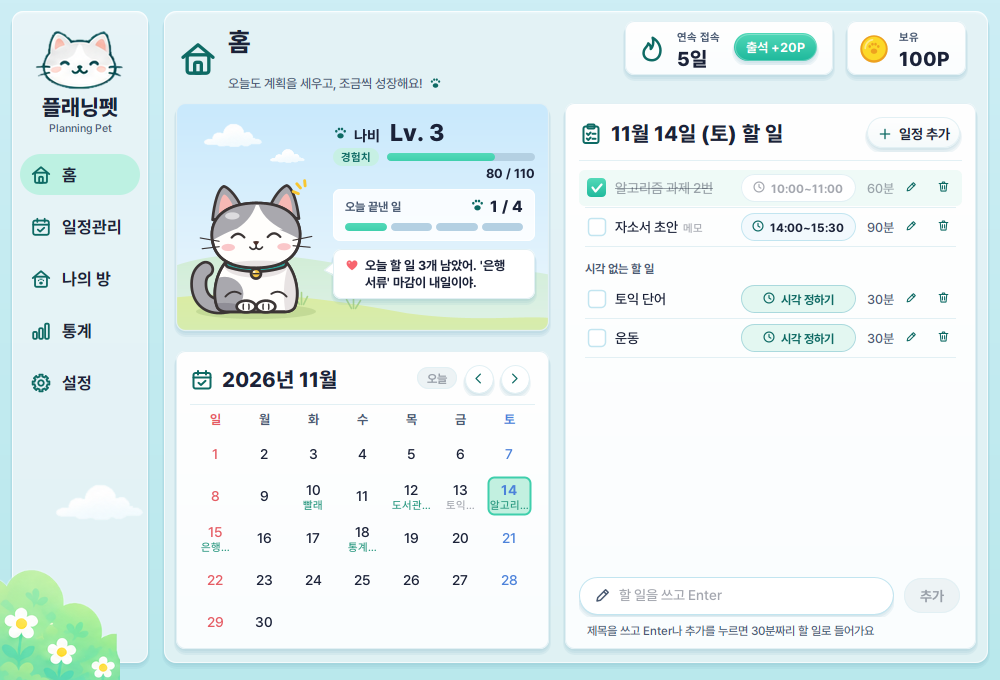 플래닝펫
Planning Pet
홈
일정관리
나의 방
통계
설정
홈
오늘도 계획을 세우고, 조금씩 성장해요!
연속 접속
5일
출석 +20P
보유
100P
나비 Lv. 3
경험치
80 / 110
오늘 끝낸 일 1 / 4
오늘 할 일 3개 남았어. '은행
서류' 마감이 내일이야.
2026년 11월
오늘
일 월 화 수 목 금 토
1 2 3 4 5 6 7
8 9 10 11 12 13 14
빨래 도서관... 토익... 알고리...
15 16 17 18 19 20 21
은행... 통계...
22 23 24 25 26 27 28
29 30
11월 14일 (토) 할 일
+ 일정 추가
알고리즘 과제 2번 10:00~11:00 60분
자소서 초안 메모 14:00~15:30 90분
시각 없는 할 일
토익 단어 시각 정하기 30분
운동 시각 정하기 30분
할 일을 쓰고 Enter
추가
제목을 쓰고 Enter나 추가를 누르면 30분짜리 할 일로 들어가요